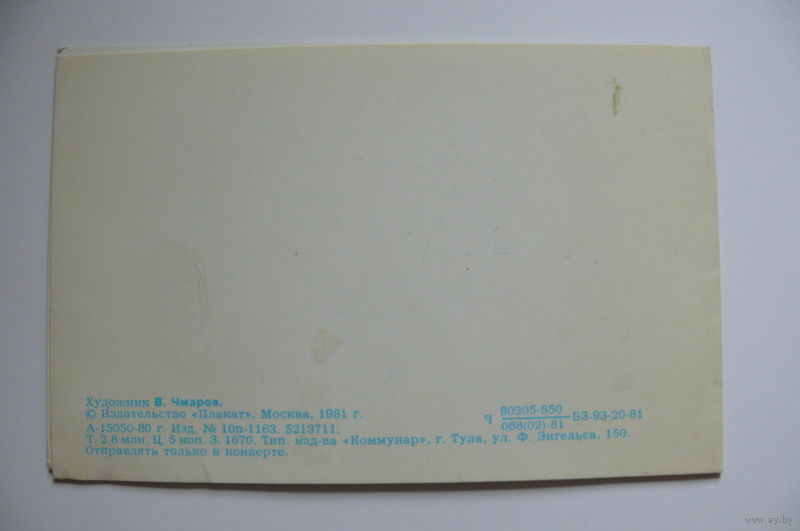 Художник В. Чмаров.
© Издательство «Плакат». Москва, 1981 г.
А-15050-80 г. Изд. № 10п-1163. 5213711.
Т. 2,8 млн. Ц. 5 коп. З. 1670. Тип. изд-ва «Коммунар», г. Тула, ул. Ф. Энгельса, 150.
Отправлять только в конверте.
80205-850
Ч БЗ-93-20-81
088(02)-81
www.ay.by